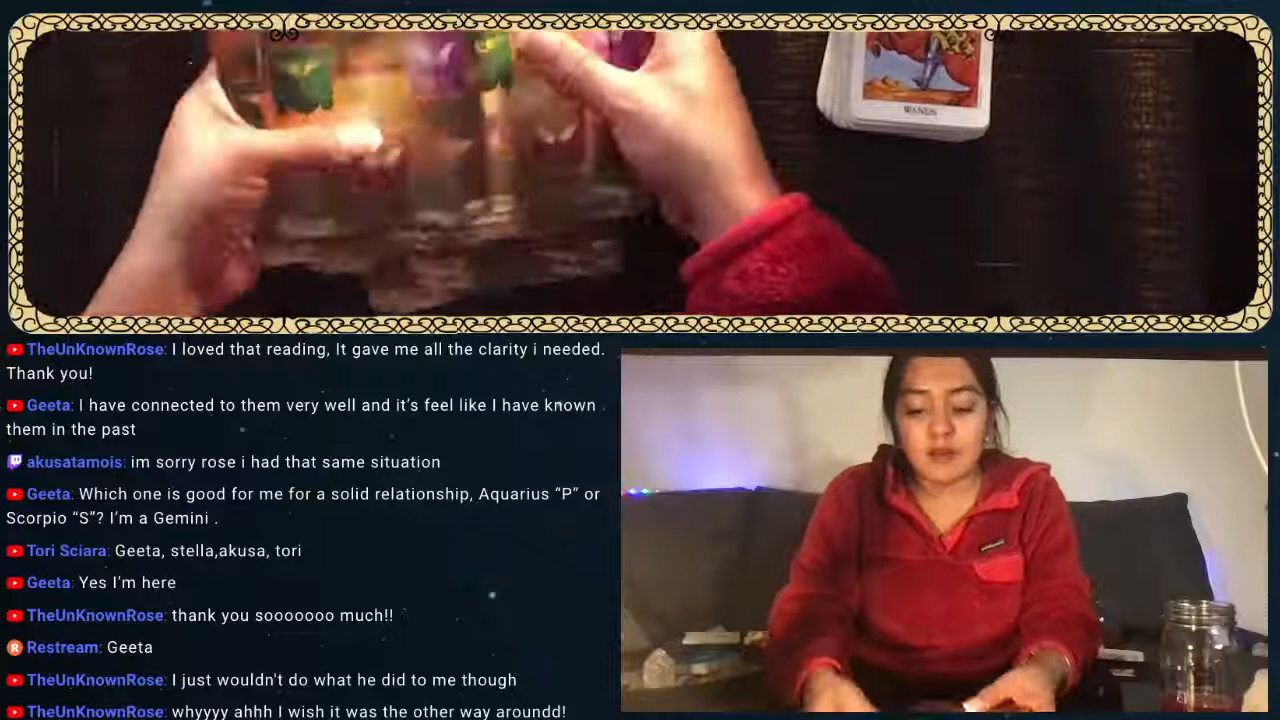 WANDS
TheUnKnownRose: I loved that reading, It gave me all the clarity i needed.
Thank you!
Geeta: I have connected to them very well and it’s feel like I have known
them in the past
akusatamois: im sorry rose i had that same situation
Geeta: Which one is good for me for a solid relationship, Aquarius “P” or
Scorpio “S”? I’m a Gemini .
Tori Sciara: Geeta, stella,akusa, tori
Geeta: Yes I’m here
TheUnKnownRose: thank you sooooooo much!!
R Restream: Geeta
TheUnKnownRose: I just wouldn't do what he did to me though
TheUnKnownRose: whyyyy ahhh I wish it was the other way aroundd!